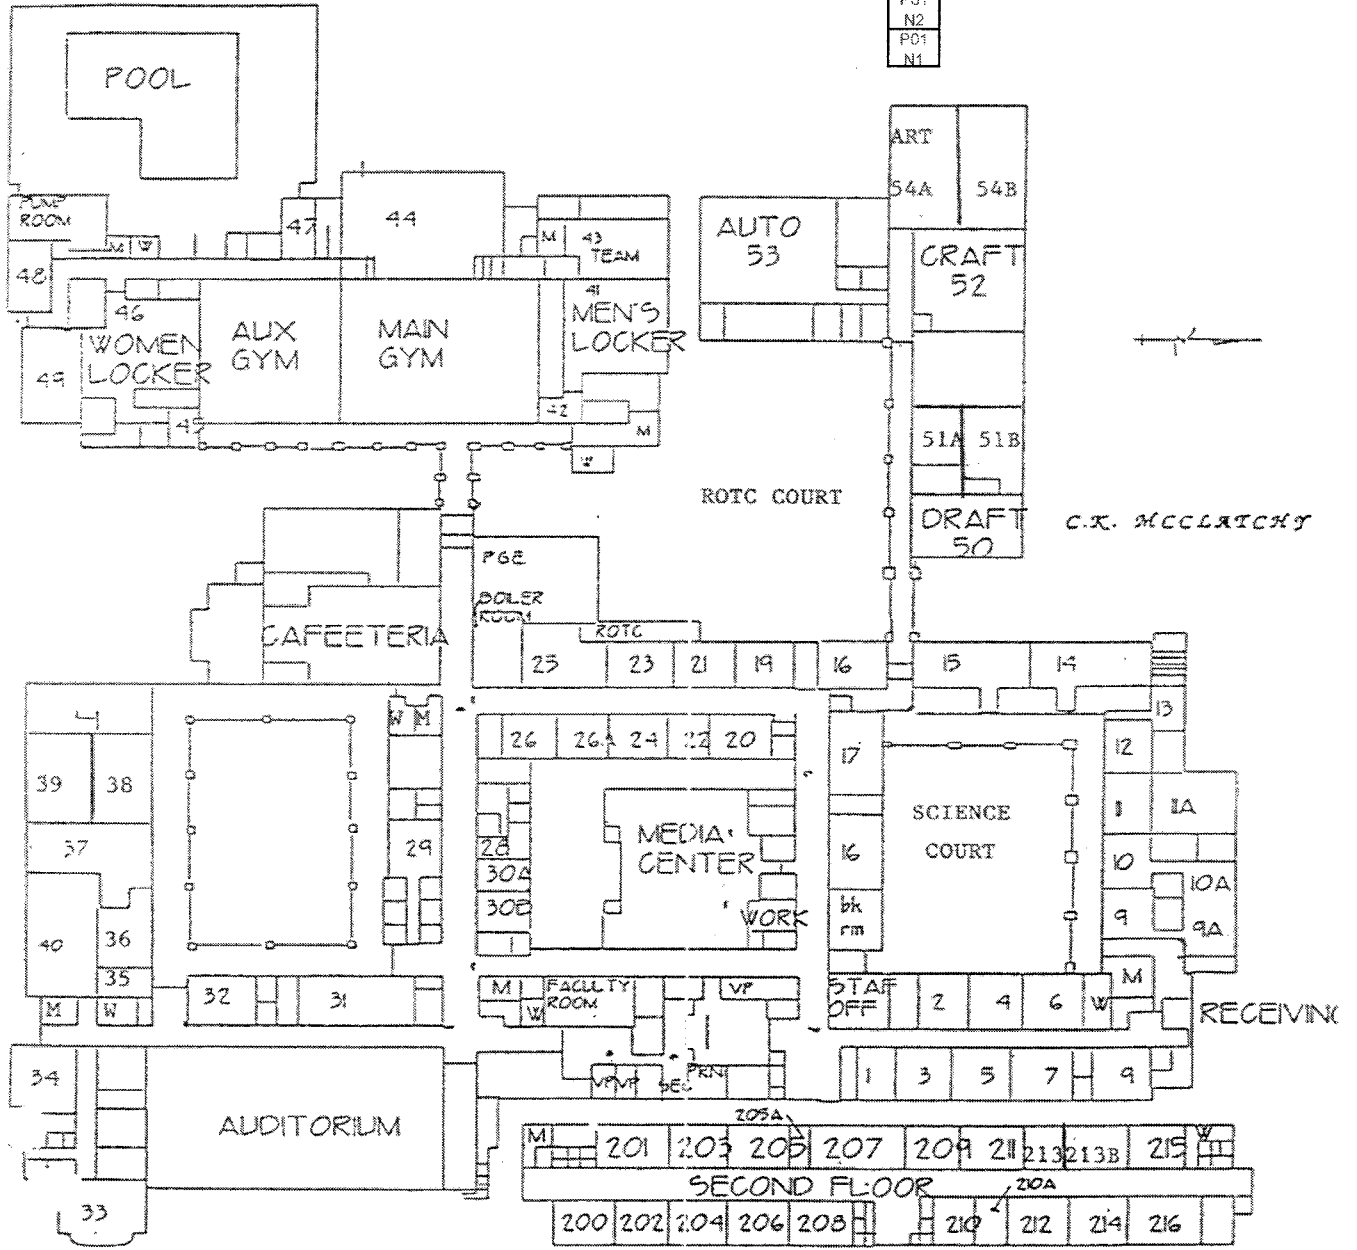 N2
P01
N1
POOL
ART
54A 54B
PUMP
ROOM
M W
47
44
M 43
TEAM
AUTO
53
CRAFT
52
48
46
WOMEN
LOCKER
AUX
GYM
MAIN
GYM
41
MEN'S
LOCKER
49
45
42
M
W
51A 51B
ROTC COURT
DRAFT
50
C.K. MCCLATCHY
PGE
BOILER
ROOM
CAFEETERIA
ROTC
25 23 21 19 16 15 14
W M
26 26A 24 22 20
17
12
13
39 38
SCIENCE
COURT
11 11A
37
29
28
MEDIA
CENTER
16
10
10A
30A
30B
WORK
bk
rm
9
9A
40
36
35
M W
32 31
M
W
FACULTY
ROOM
VP
STAF
OFF
2 4 6 W
M
RECEIVING
34
VP VP SEC PRN
1 3 5 7 9
AUDITORIUM
205A
M 201 203 205 207 209 211 213 213B 215 W
SECOND FLOOR
210A
33
200 202 204 206 208 210 212 214 216